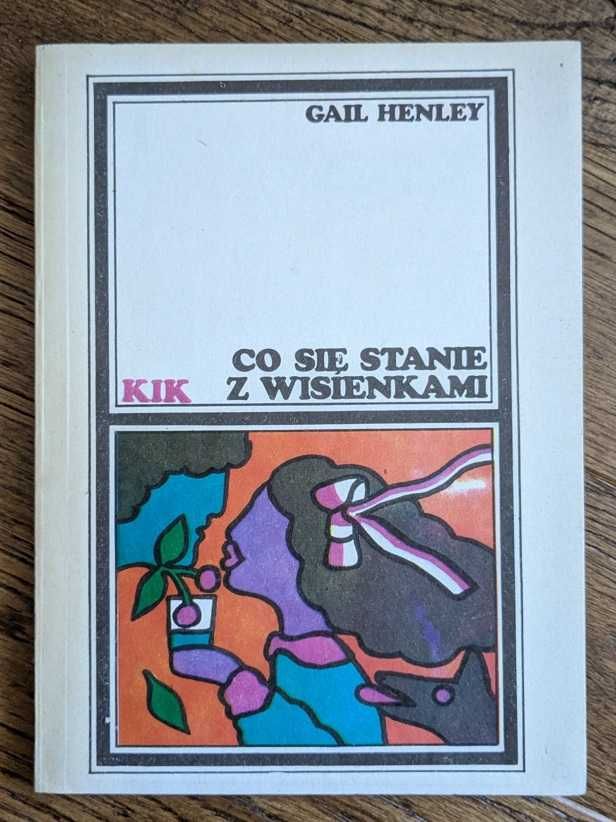 GAIL HENLEY
CO SIĘ STANIE
KIK Z WISIENKAMI